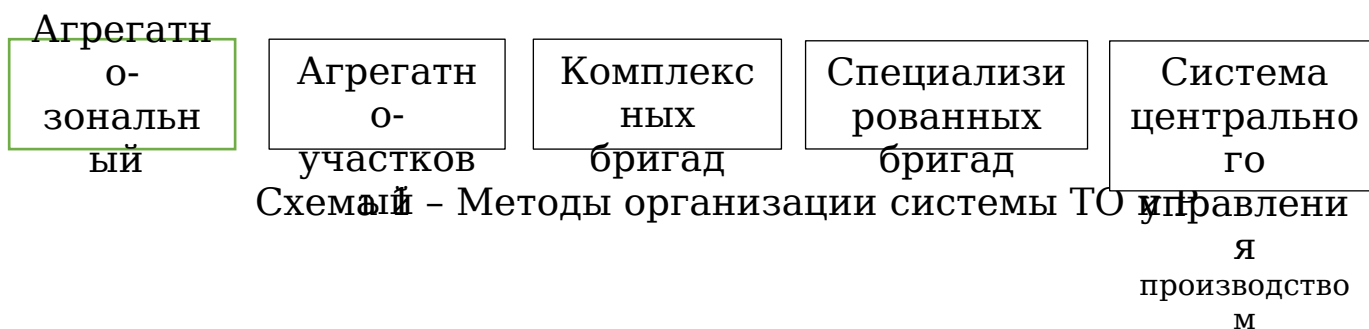 Агрегатн
о-
зональн
ый
Агрегатн
о-
участков
ый
Комплекс
ных
бригад
Специализи
рованных
бригад
Система
центрально
го
управлени
я
производство
м
Схема 1 – Методы организации системы ТО и Р